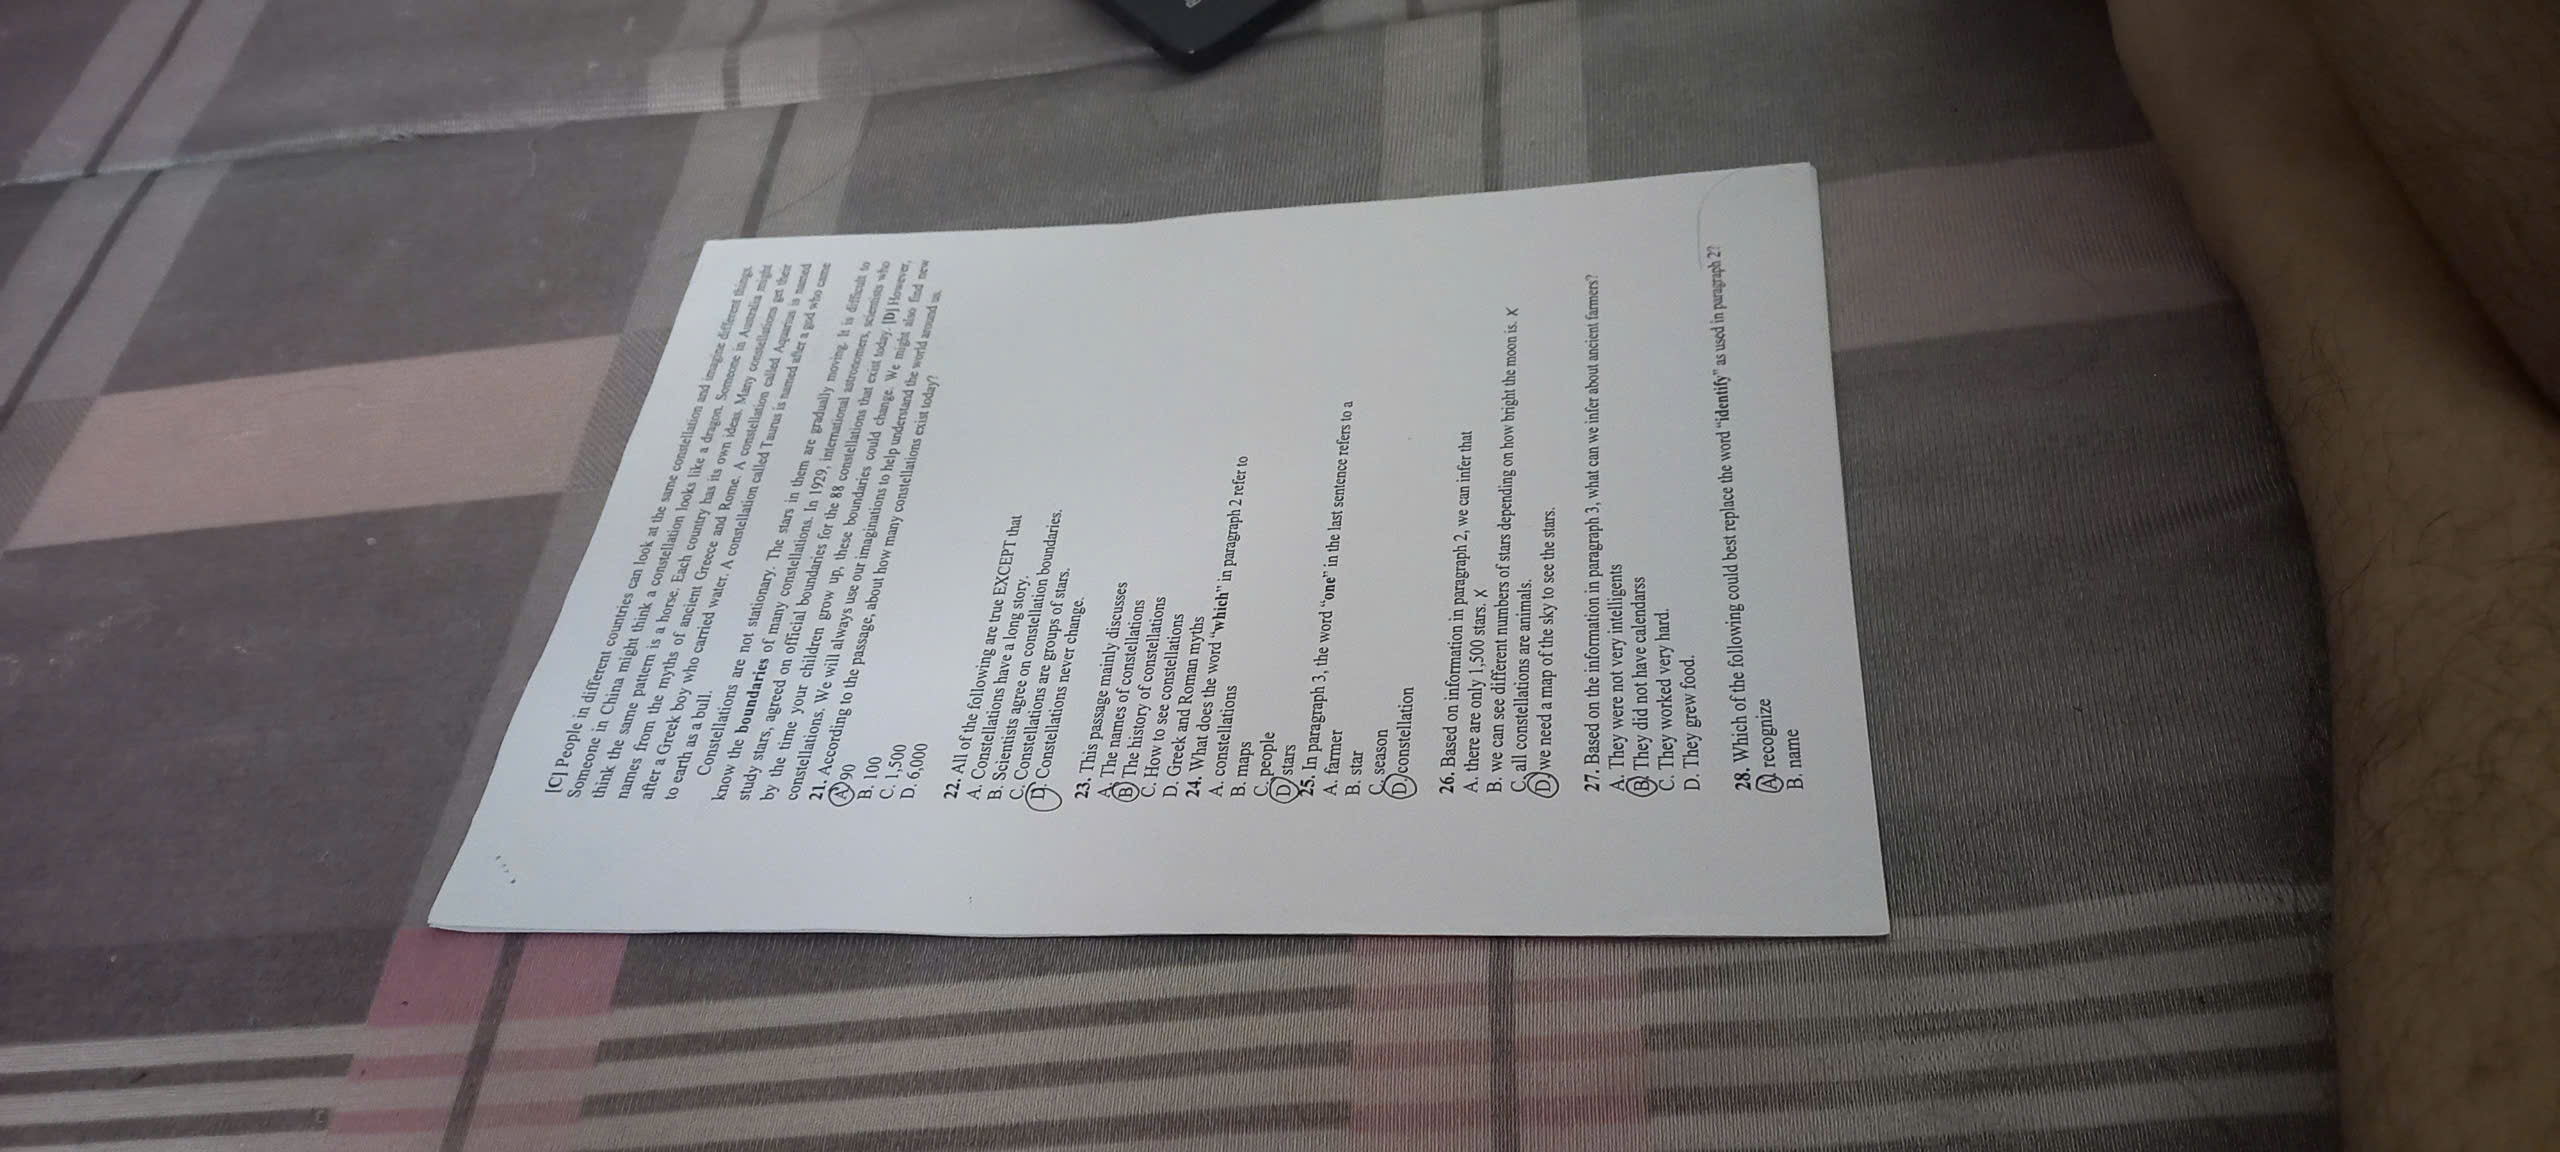 [C] People in different countries can look at the same constellation and imagine different things.
Someone in China might think a constellation looks like a dragon. Someone in Australia might
think the same pattern is a horse. Each country has its own ideas. Many constellations get their
names from the myths of ancient Greece and Rome. A constellation called Aquarius is named
after a Greek boy who carried water. A constellation called Taurus is named after a god who came
to earth as a bull.
Constellations are not stationary. The stars in them are gradually moving. It is difficult to
know the boundaries of many constellations. In 1929, international astronomers, scientists who
study stars, agreed on official boundaries for the 88 constellations that exist today. [D] However,
by the time your children grow up, these boundaries could change. We might also find new
constellations. We will always use our imaginations to help understand the world around us.
21. According to the passage, about how many constellations exist today?
A. 90
B. 100
C. 1,500
D. 6,000
22. All of the following are true EXCEPT that
A. Constellations have a long story.
B. Scientists agree on constellation boundaries.
C. Constellations are groups of stars.
D. Constellations never change.
23. This passage mainly discusses
A. The names of constellations
B. The history of constellations
C. How to see constellations
D. Greek and Roman myths
24. What does the word “which” in paragraph 2 refer to
A. constellations
B. maps
C. people
D. stars
25. In paragraph 3, the word “one” in the last sentence refers to a
A. farmer
B. star
C. season
D. constellation
26. Based on information in paragraph 2, we can infer that
A. there are only 1,500 stars. X
B. we can see different numbers of stars depending on how bright the moon is. X
C. all constellations are animals.
D. we need a map of the sky to see the stars.
27. Based on the information in paragraph 3, what can we infer about ancient farmers?
A. They were not very intelligents
B. They did not have calendarss
C. They worked very hard.
D. They grew food.
28. Which of the following could best replace the word “identify” as used in paragraph 2?
A. recognize
B. name